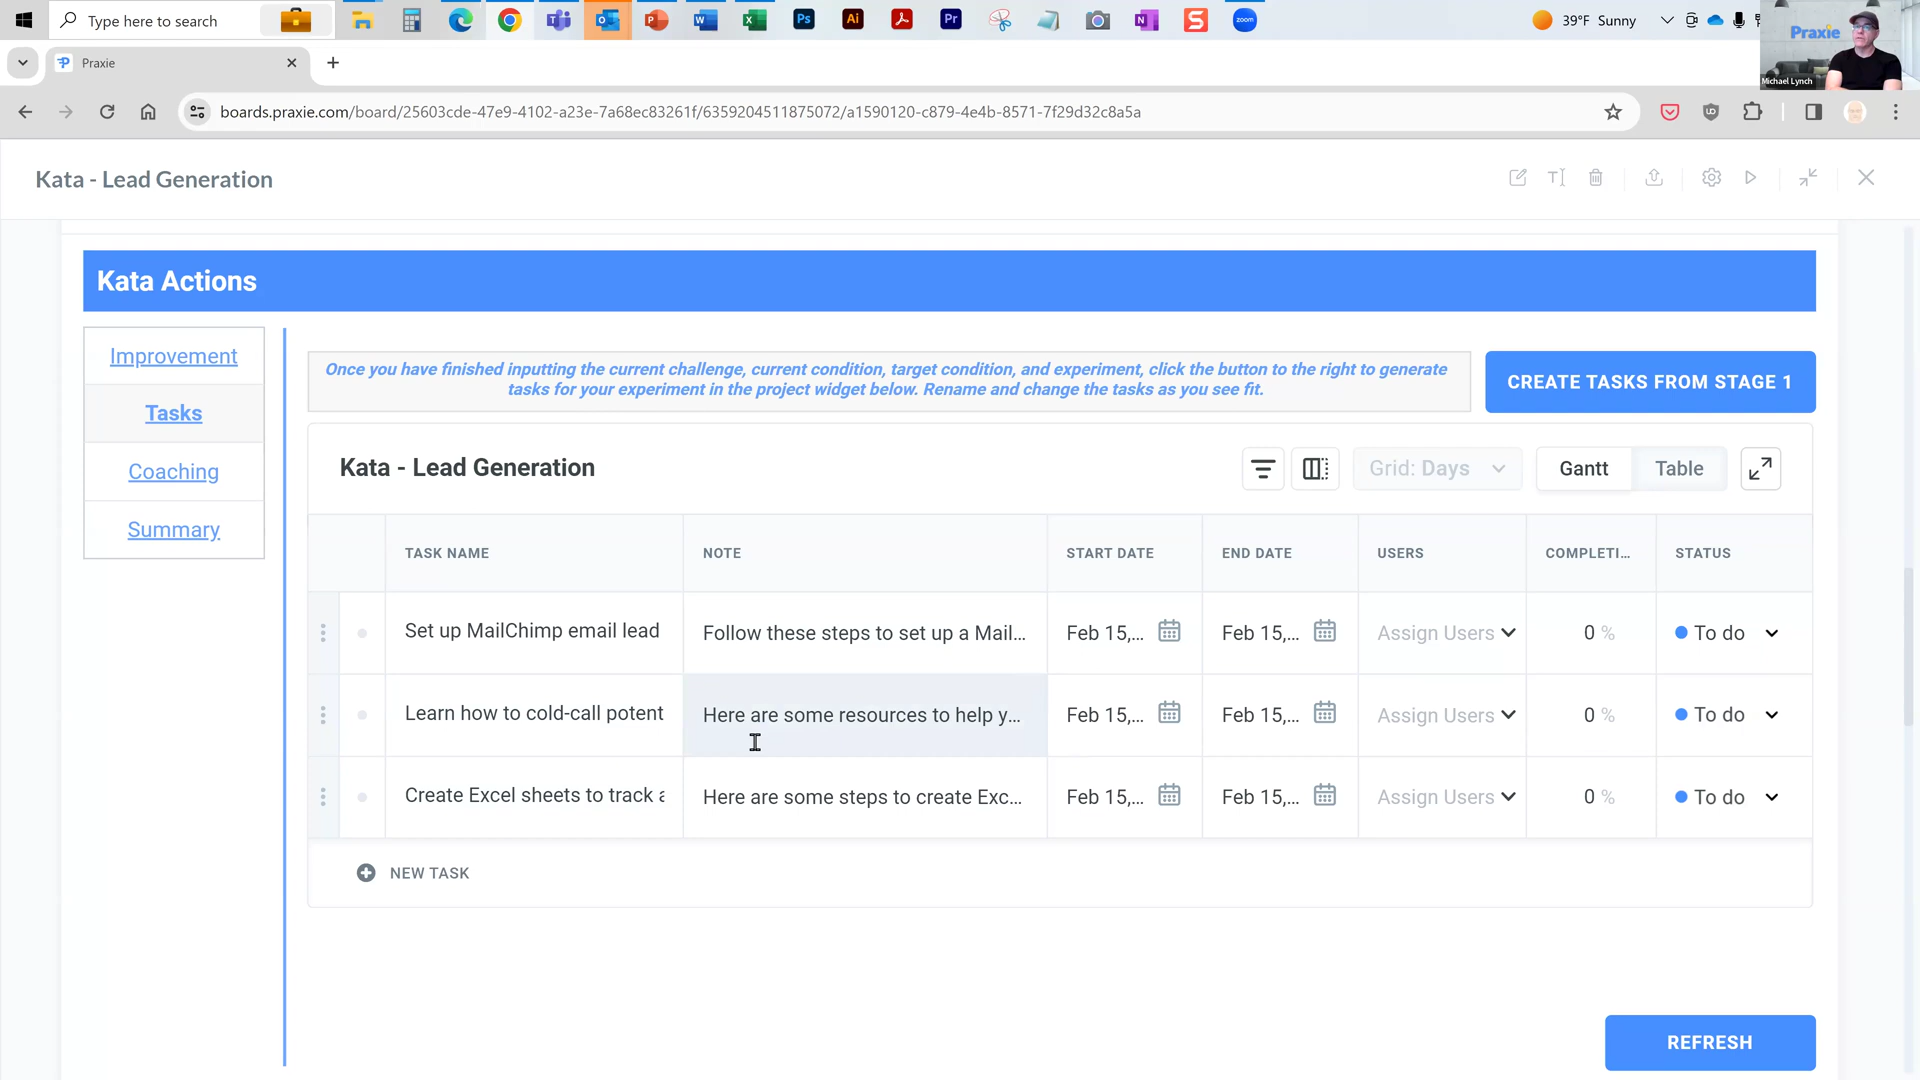 Type here to search
39°F Sunny
Praxie
Michael Lynch
Praxie
boards.praxie.com/board/25603cde-47e9-4102-a23e-7a68ec83261f/6359204511875072/a1590120-c879-4e4b-8571-7f29d32c8a5a
Kata - Lead Generation
Kata Actions
Improvement
Tasks
Coaching
Summary
Once you have finished inputting the current challenge, current condition, target condition, and experiment, click the button to the right to generate
tasks for your experiment in the project widget below. Rename and change the tasks as you see fit.
CREATE TASKS FROM STAGE 1
Kata - Lead Generation
Grid: Days
Gantt
Table
TASK NAME NOTE START DATE END DATE USERS COMPLETI... STATUS
Set up MailChimp email lead Follow these steps to set up a Mail... Feb 15,... Feb 15,... Assign Users 0 % To do
Learn how to cold-call potent Here are some resources to help y... Feb 15,... Feb 15,... Assign Users 0 % To do
Create Excel sheets to track Here are some steps to create Exc... Feb 15,... Feb 15,... Assign Users 0 % To do
NEW TASK
REFRESH